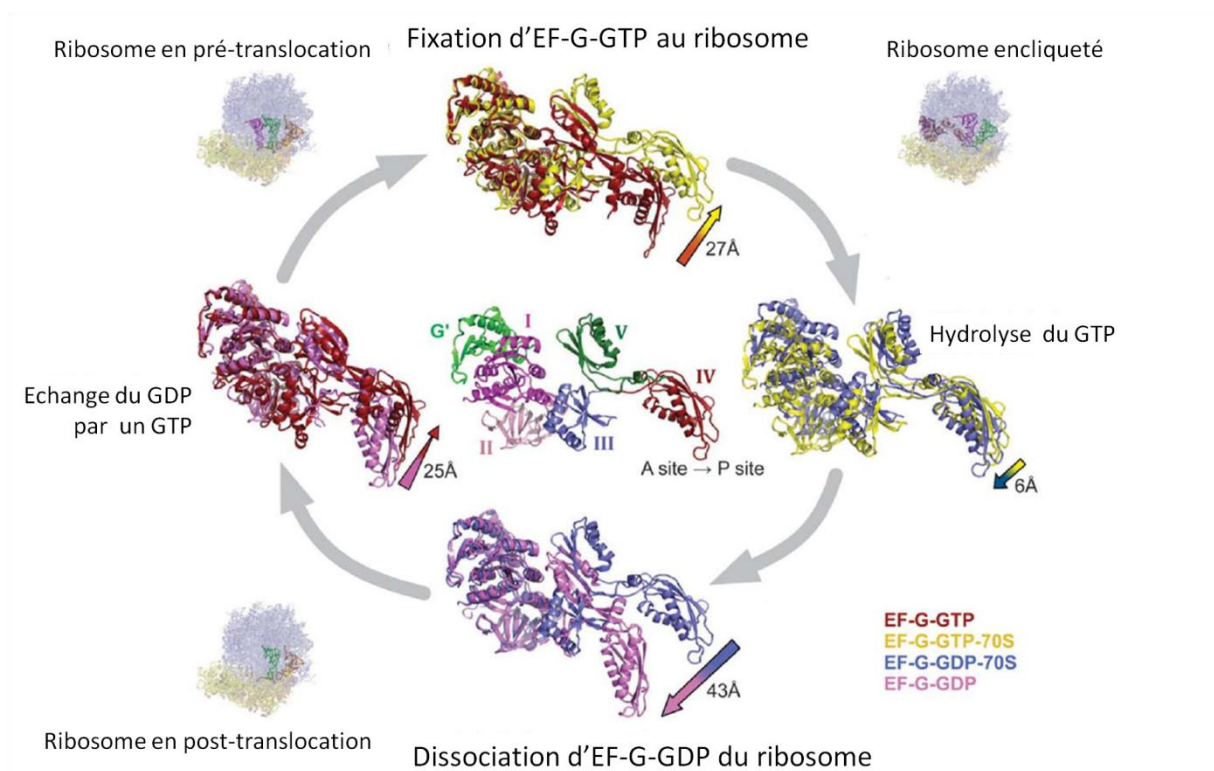 Ribosome en pré-translocation
Fixation d’EF-G-GTP au ribosome
Ribosome encliqueté
27Å
Hydrolyse du GTP
6Å
G'
I
V
IV
II
III
A site → P site
Echange du GDP
par un GTP
25Å
43Å
EF-G-GTP
EF-G-GTP-70S
EF-G-GDP-70S
EF-G-GDP
Ribosome en post-translocation
Dissociation d’EF-G-GDP du ribosome